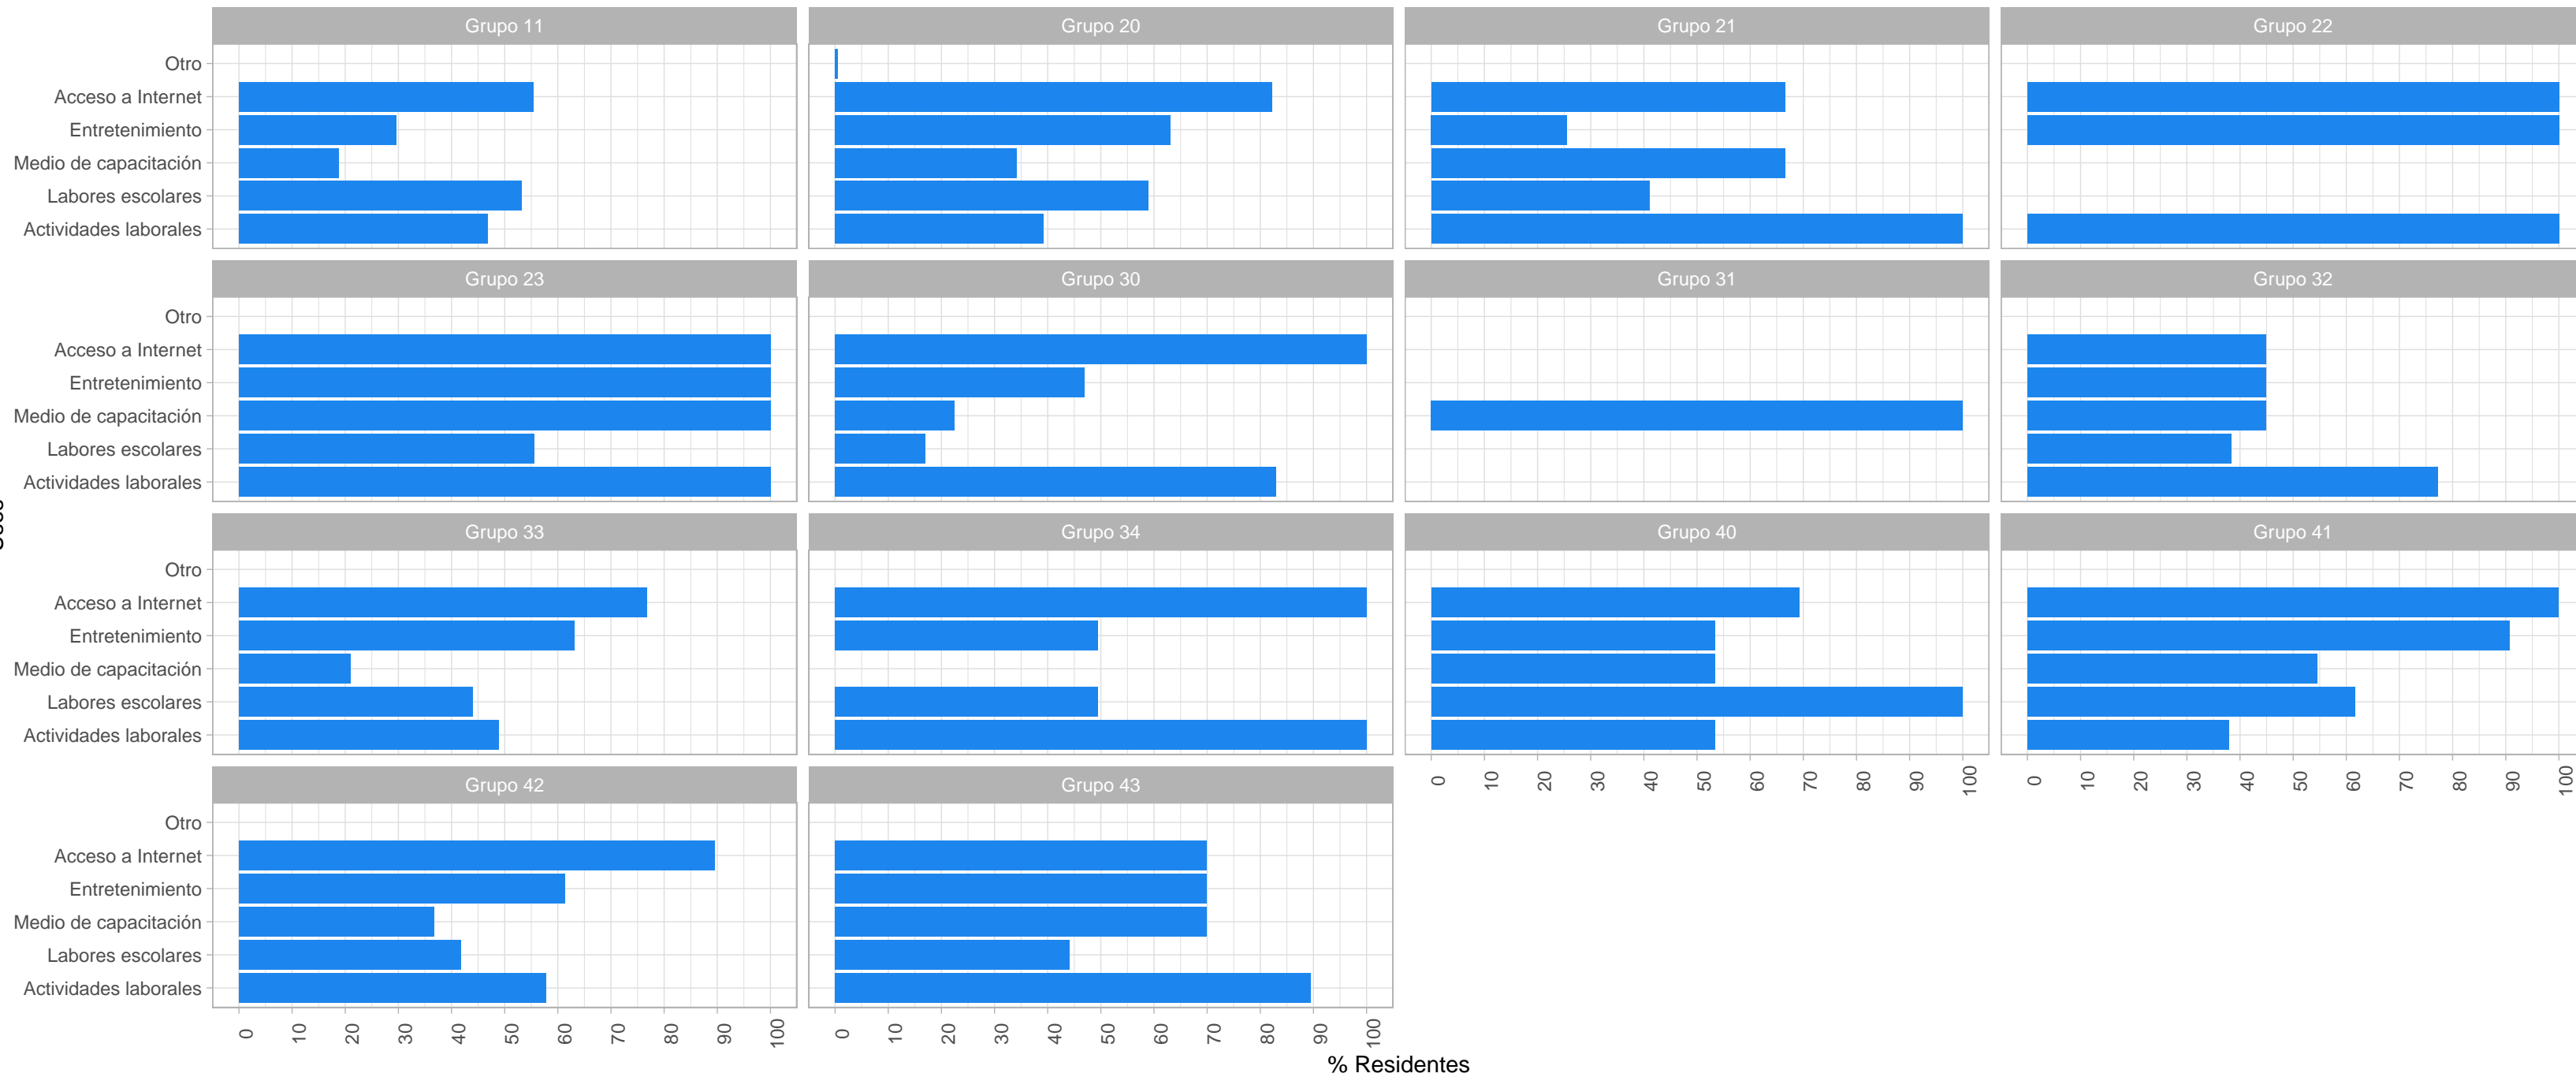 Grupo 11
Grupo 20
Grupo 21
Grupo 22
Otro
Acceso a Internet
Entretenimiento
Medio de capacitación
Labores escolares
Actividades laborales
Grupo 23
Grupo 30
Grupo 31
Grupo 32
Otro
Acceso a Internet
Entretenimiento
Medio de capacitación
Labores escolares
Actividades laborales
Grupo 33
Grupo 34
Grupo 40
Grupo 41
Otro
Acceso a Internet
Entretenimiento
Medio de capacitación
Labores escolares
Actividades laborales
0 10 20 30 40 50 60 70 80 90 100
0 10 20 30 40 50 60 70 80 90 100
Grupo 42
Grupo 43
Otro
Acceso a Internet
Entretenimiento
Medio de capacitación
Labores escolares
Actividades laborales
0 10 20 30 40 50 60 70 80 90 100
0 10 20 30 40 50 60 70 80 90 100
% Residentes